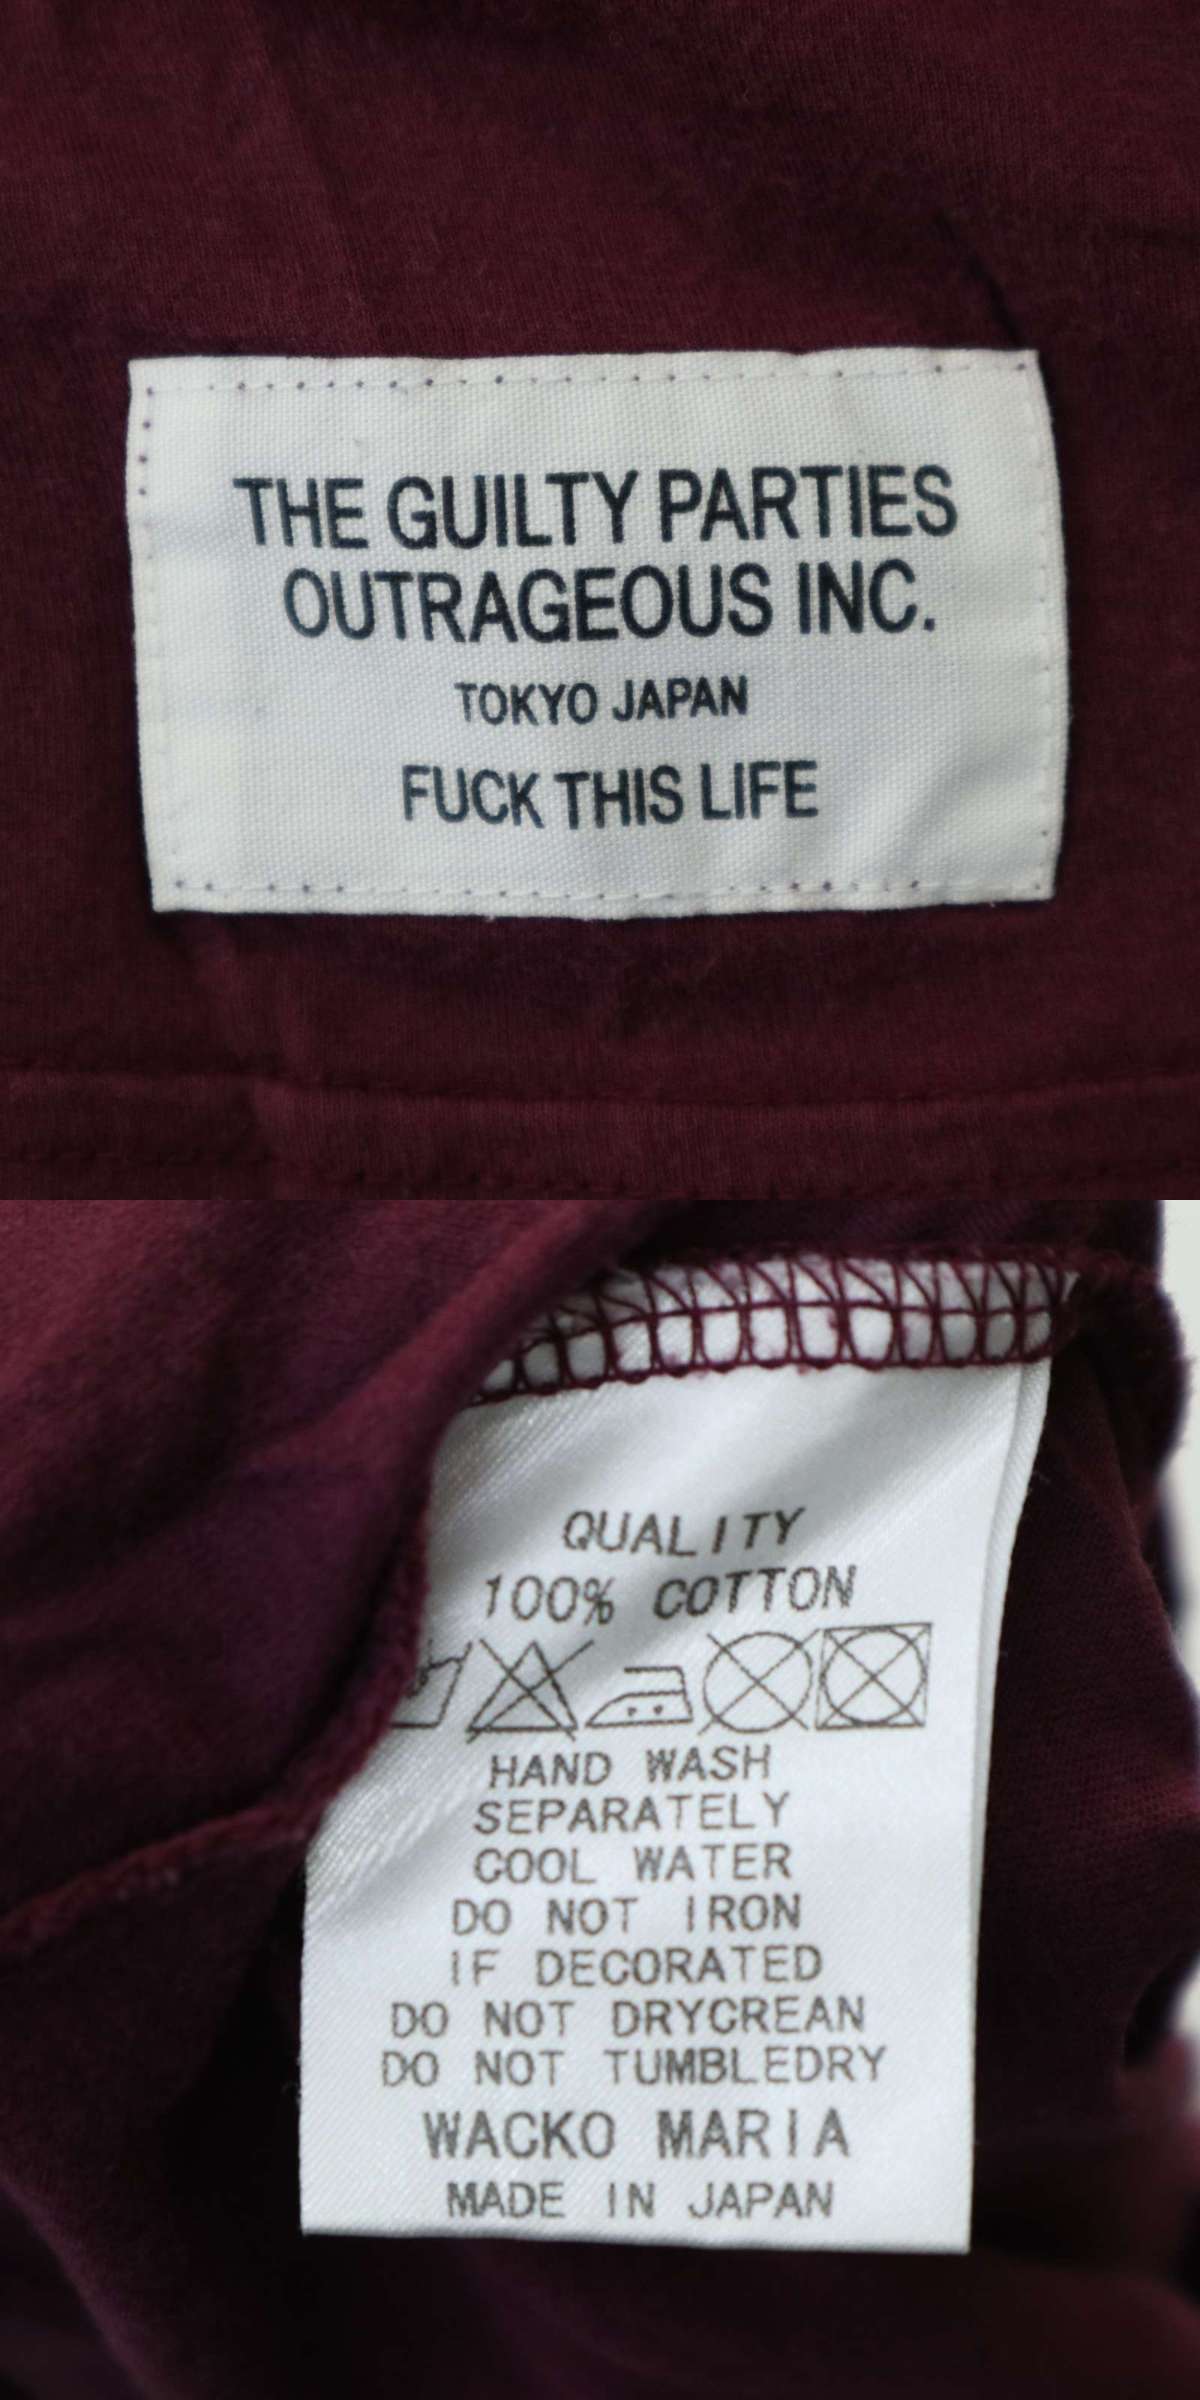 THE GUILTY PARTIES
OUTRAGEOUS INC.
TOKYO JAPAN
FUCK THIS LIFE
QUALITY
100% COTTON
HAND WASH
SEPARATELY
COOL WATER
DO NOT IRON
IF DECORATED
DO NOT DRYCREAN
DO NOT TUMBLEDRY
WACKO MARIA
MADE IN JAPAN